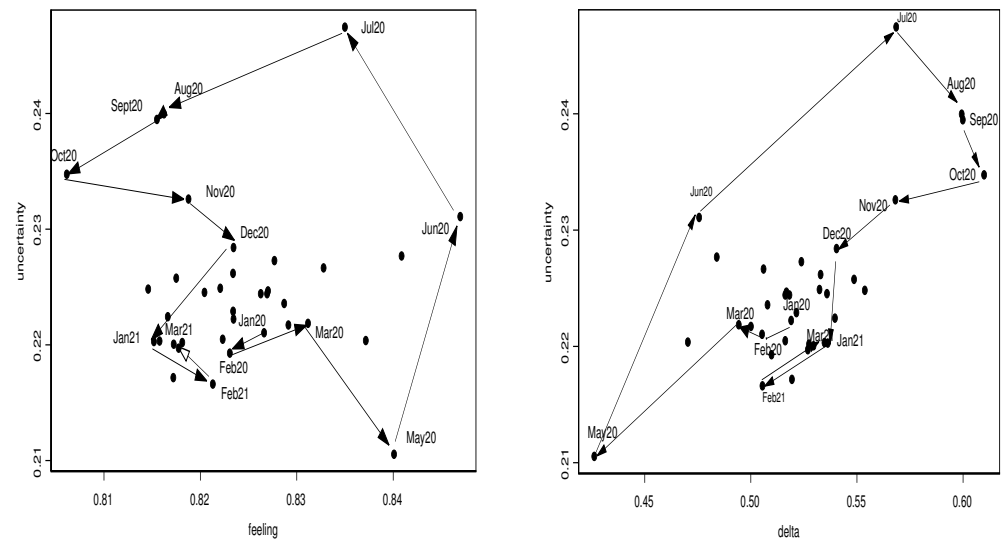 Jul20
Aug20
Sept20
Oct20
Nov20
Dec20
Jun20
Jan21
Mar21
Jan20
Mar20
Feb20
Feb21
May20
uncertainty
0.21
0.22
0.23
0.24
0.81
0.82
0.83
0.84
feeling
Jul20
Aug20
Sep20
Oct20
Jun20
Nov20
Dec20
Jan20
Mar20
Feb20
Mar21
Jan21
Feb21
May20
uncertainty
0.21
0.22
0.23
0.24
0.45
0.50
0.55
0.60
delta